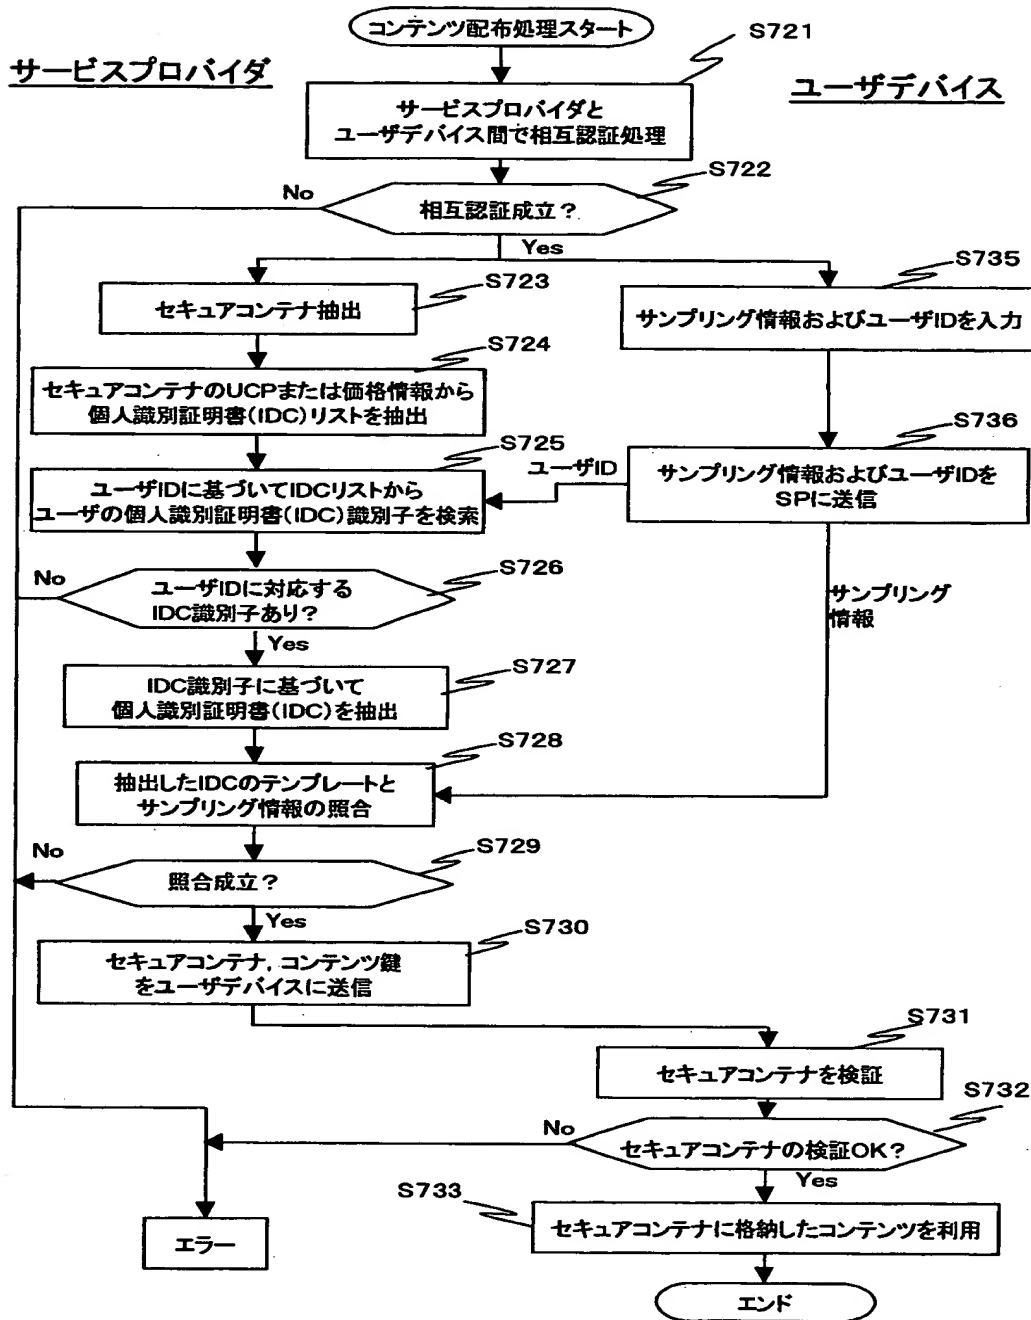 コンテンツ配布処理スタート
S721
サービスプロバイダ
ユーザデバイス
サービスプロバイダと
ユーザデバイス間で相互認証処理
S722
No
相互認証成立？
Yes
S735
S723
セキュアコンテナ抽出
サンプリング情報およびユーザIDを入力
S724
セキュアコンテナのUCPまたは価格情報から
個人識別証明書(IDC)リストを抽出
S736
S725
ユーザID
サンプリング情報およびユーザIDを
SPに送信
ユーザIDに基づいてIDCリストから
ユーザの個人識別証明書(IDC)識別子を検索
S726
No
ユーザIDに対応する
IDC識別子あり？
サンプリング
情報
Yes
S727
IDC識別子に基づいて
個人識別証明書(IDC)を抽出
S728
抽出したIDCのテンプレートと
サンプリング情報の照合
S729
No
照合成立？
Yes
S730
セキュアコンテナ，コンテンツ鍵
をユーザデバイスに送信
S731
セキュアコンテナを検証
S732
No
セキュアコンテナの検証OK？
Yes
S733
セキュアコンテナに格納したコンテンツを利用
エラー
エンド